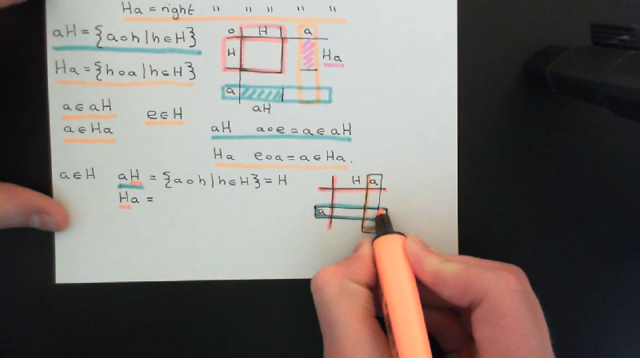 Ha = right " " " " "
aH = {a∘h | h∈H}
Ha = {h∘a | h∈H}
∘ H a
H Ha
a
aH
a ∈ aH
a ∈ Ha
e ∈ H
aH a∘e = a ∈ aH
Ha e∘a = a ∈ Ha.
a ∈ H aH = {a∘h | h∈H} = H
Ha =
H a
a